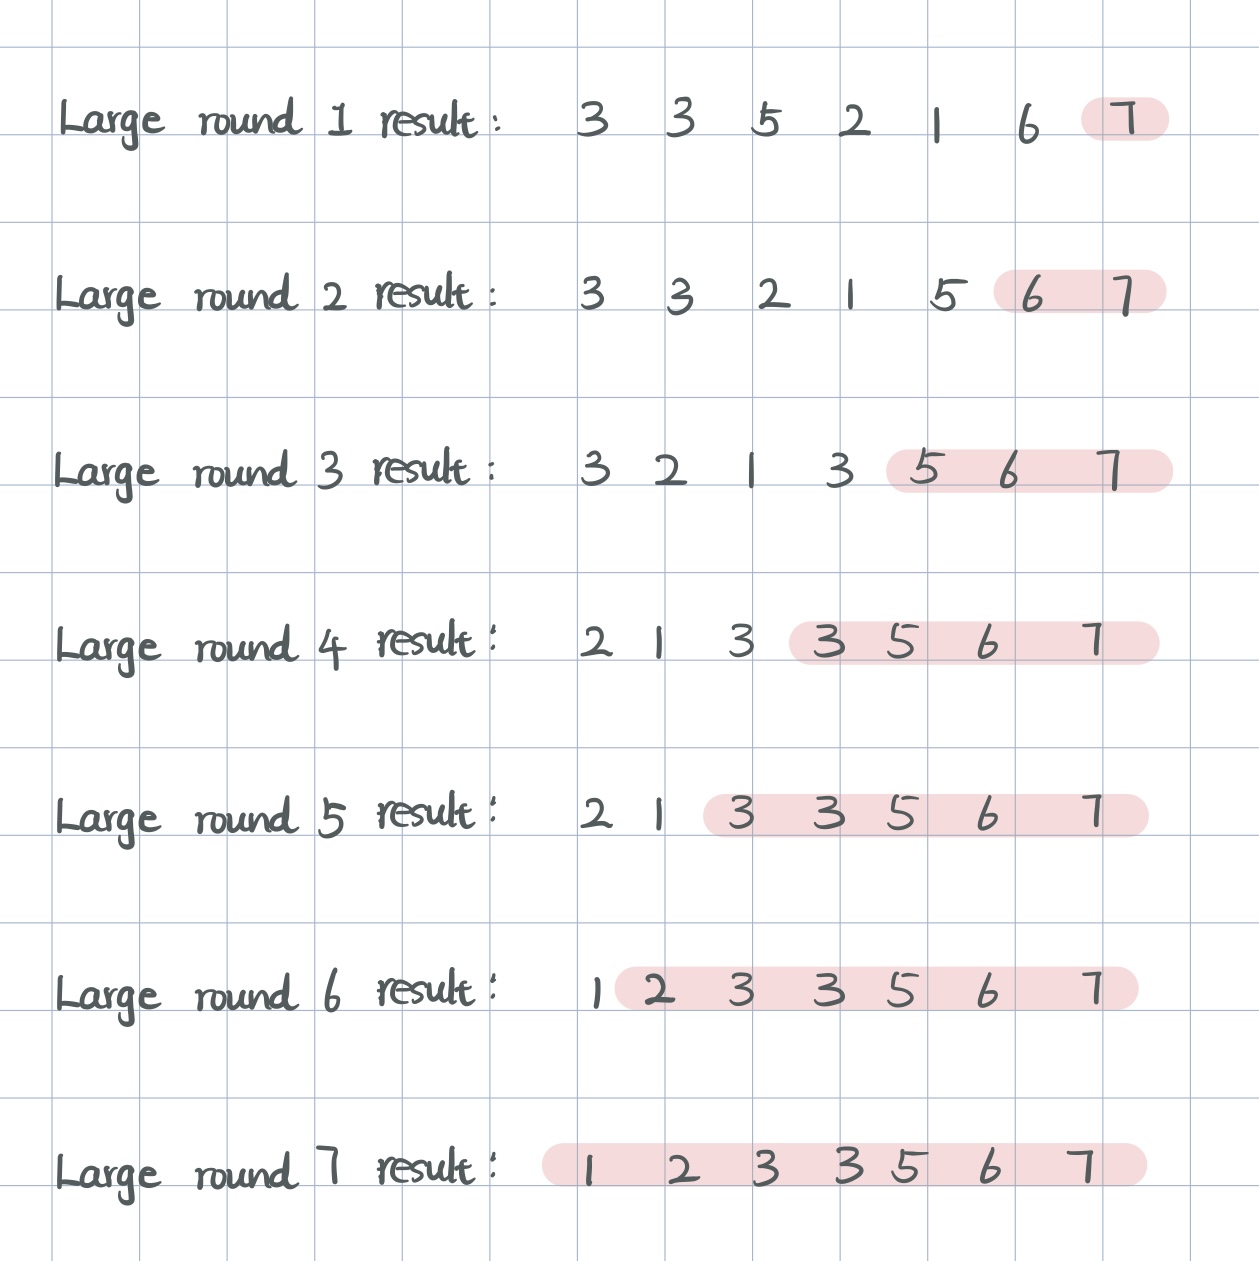 Large round 1 result: 3 3 5 2 1 6 7
Large round 2 result: 3 3 2 1 5 6 7
Large round 3 result: 3 2 1 3 5 6 7
Large round 4 result: 2 1 3 3 5 6 7
Large round 5 result: 2 1 3 3 5 6 7
Large round 6 result: 1 2 3 3 5 6 7
Large round 7 result: 1 2 3 3 5 6 7